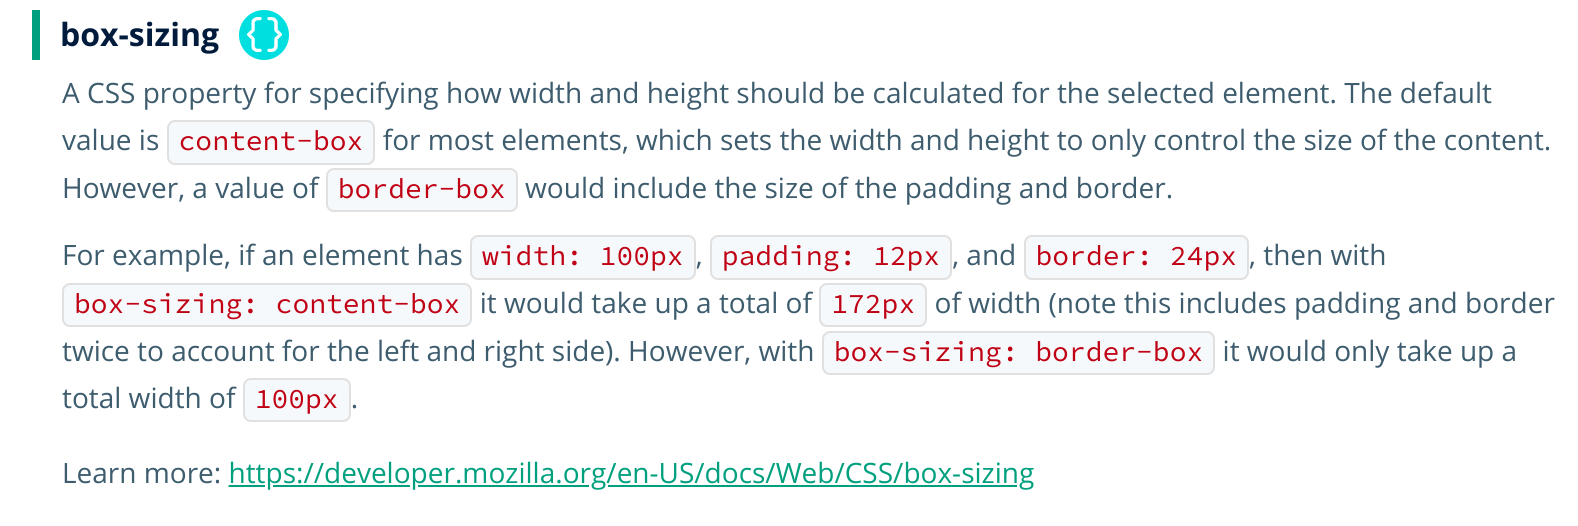 box-sizing {}
A CSS property for specifying how width and height should be calculated for the selected element. The default
value is content-box for most elements, which sets the width and height to only control the size of the content.
However, a value of border-box would include the size of the padding and border.
For example, if an element has width: 100px, padding: 12px, and border: 24px, then with
box-sizing: content-box it would take up a total of 172px of width (note this includes padding and border
twice to account for the left and right side). However, with box-sizing: border-box it would only take up a
total width of 100px.
Learn more: https://developer.mozilla.org/en-US/docs/Web/CSS/box-sizing